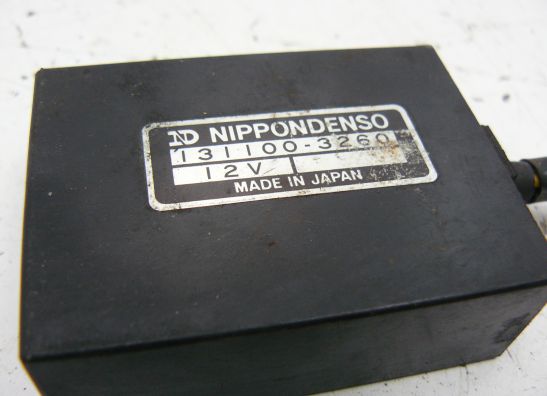 ND NIPPONDENSO
131100-3260
12V
MADE IN JAPAN